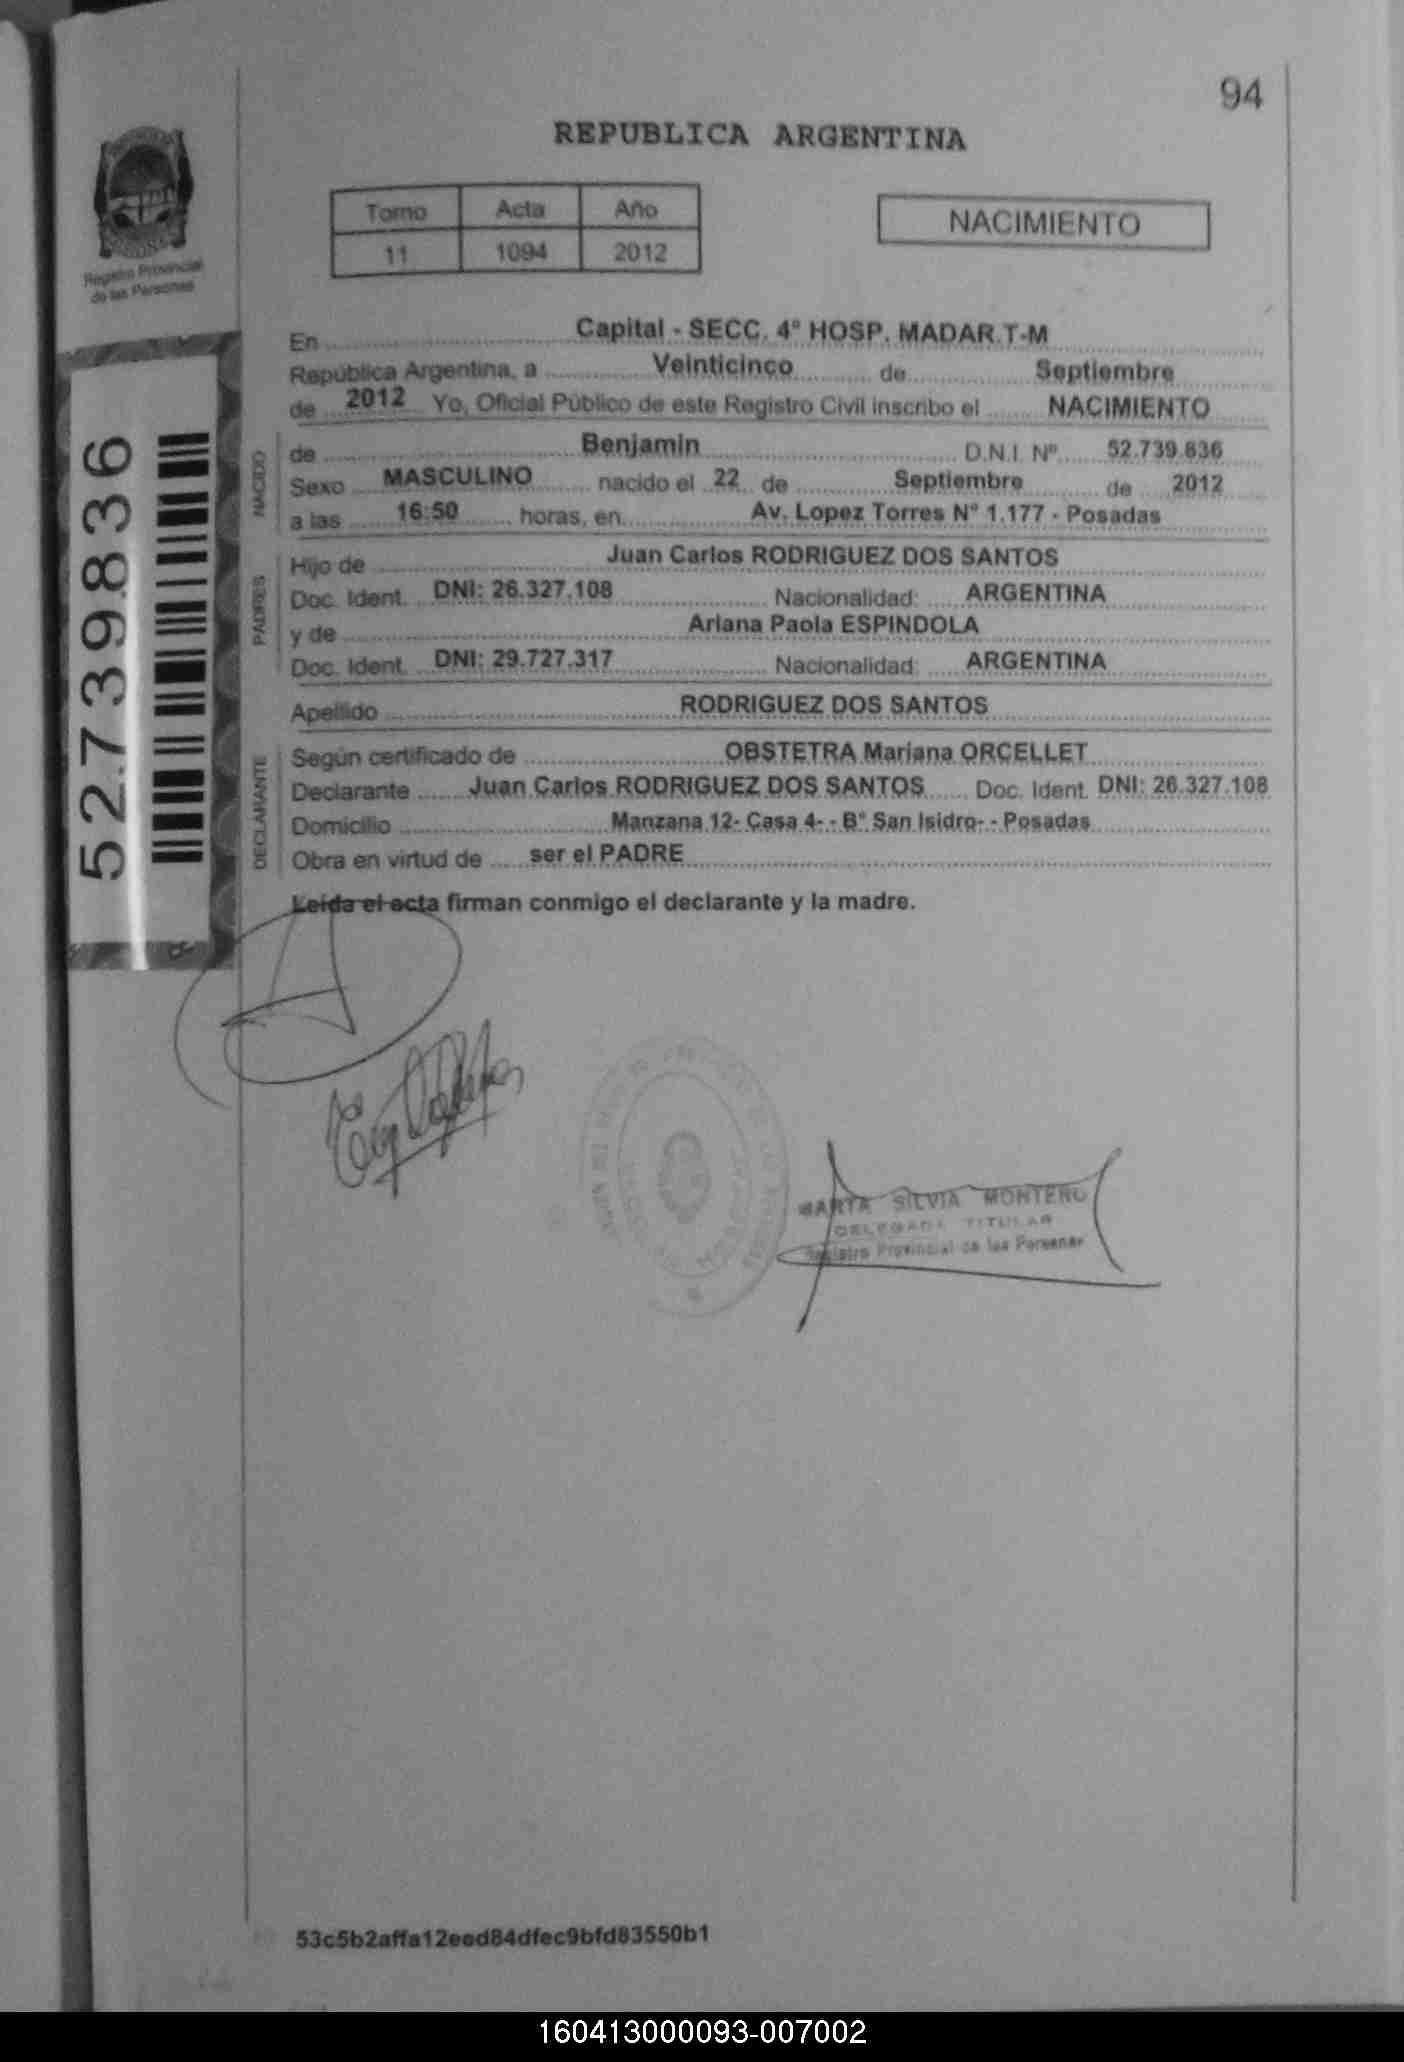 94
REPUBLICA ARGENTINA
Tomo Acta Año
11 1094 2012
NACIMIENTO
Registro Provincial
de las Personas
52.739.836
En Capital - SECC. 4° HOSP. MADAR.T-M
República Argentina, a Veinticinco de Septiembre
de 2012 Yo, Oficial Público de este Registro Civil inscribo el NACIMIENTO
NACIDO
de Benjamin D.N.I. Nº 52.739.836
Sexo MASCULINO nacido el 22 de Septiembre de 2012
a las 16:50 horas, en Av. Lopez Torres N° 1.177 - Posadas
PADRES
Hijo de Juan Carlos RODRIGUEZ DOS SANTOS
Doc. Ident. DNI: 26.327.108 Nacionalidad: ARGENTINA
y de Ariana Paola ESPINDOLA
Doc. Ident. DNI: 29.727.317 Nacionalidad: ARGENTINA
Apellido RODRIGUEZ DOS SANTOS
DECLARANTE
Según certificado de OBSTETRA Mariana ORCELLET
Declarante Juan Carlos RODRIGUEZ DOS SANTOS Doc. Ident. DNI: 26.327.108
Domicilio Manzana 12- Casa 4- - B° San Isidro- - Posadas
Obra en virtud de ser el PADRE
Leída el acta firman conmigo el declarante y la madre.
MARTA SILVIA MONTERO
DELEGADA TITULAR
Registro Provincial de las Personas
53c5b2affa12eed84dfec9bfd83550b1
160413000093-007002